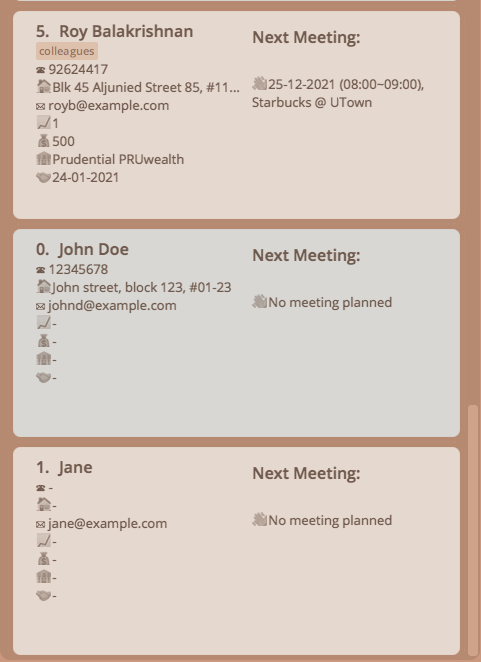 5. Roy Balakrishnan
colleagues
92624417
Blk 45 Aljunied Street 85, #11...
royb@example.com
1
500
Prudential PRUwealth
24-01-2021
Next Meeting:
25-12-2021 (08:00~09:00),
Starbucks @ UTown
0. John Doe
12345678
John street, block 123, #01-23
johnd@example.com
-
-
-
-
Next Meeting:
No meeting planned
1. Jane
-
-
jane@example.com
-
-
-
-
Next Meeting:
No meeting planned